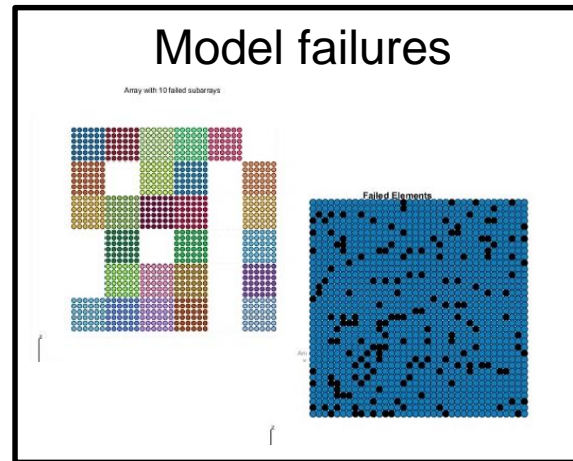 Model failures
Array with 10 failed subarrays
Failed Elements
z
z